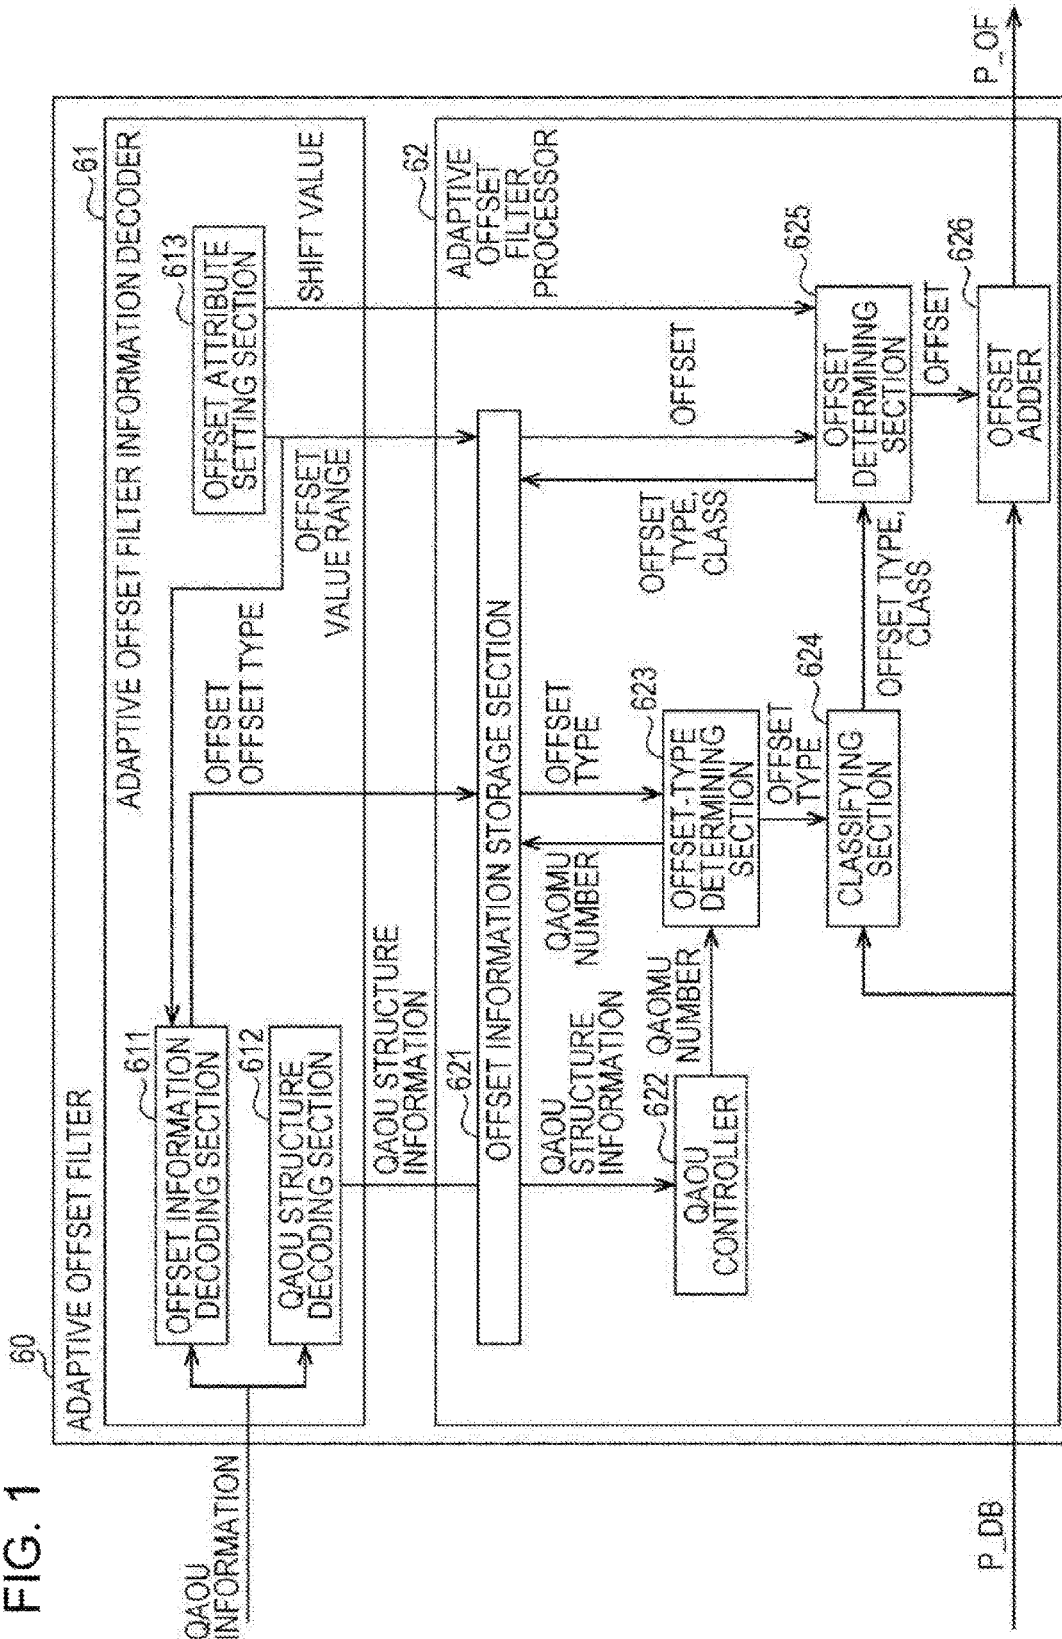 FIG. 1
60
ADAPTIVE OFFSET FILTER
61
ADAPTIVE OFFSET FILTER INFORMATION DECODER
QAOU
INFORMATION
611
OFFSET INFORMATION
DECODING SECTION
612
QAOU STRUCTURE
DECODING SECTION
613
OFFSET ATTRIBUTE
SETTING SECTION
OFFSET
OFFSET TYPE
OFFSET
VALUE RANGE
SHIFT VALUE
QAOU STRUCTURE
INFORMATION
62
ADAPTIVE
OFFSET
FILTER
PROCESSOR
621
OFFSET INFORMATION STORAGE SECTION
QAOU
STRUCTURE
INFORMATION
QAOMU
NUMBER
OFFSET
TYPE
OFFSET
TYPE,
CLASS
OFFSET
622
QAOU
CONTROLLER
QAOMU
NUMBER
623
OFFSET-TYPE
DETERMINING
SECTION
OFFSET
TYPE
624
CLASSIFYING
SECTION
OFFSET TYPE,
CLASS
625
OFFSET
DETERMINING
SECTION
OFFSET
626
OFFSET
ADDER
P_DB
P_OF